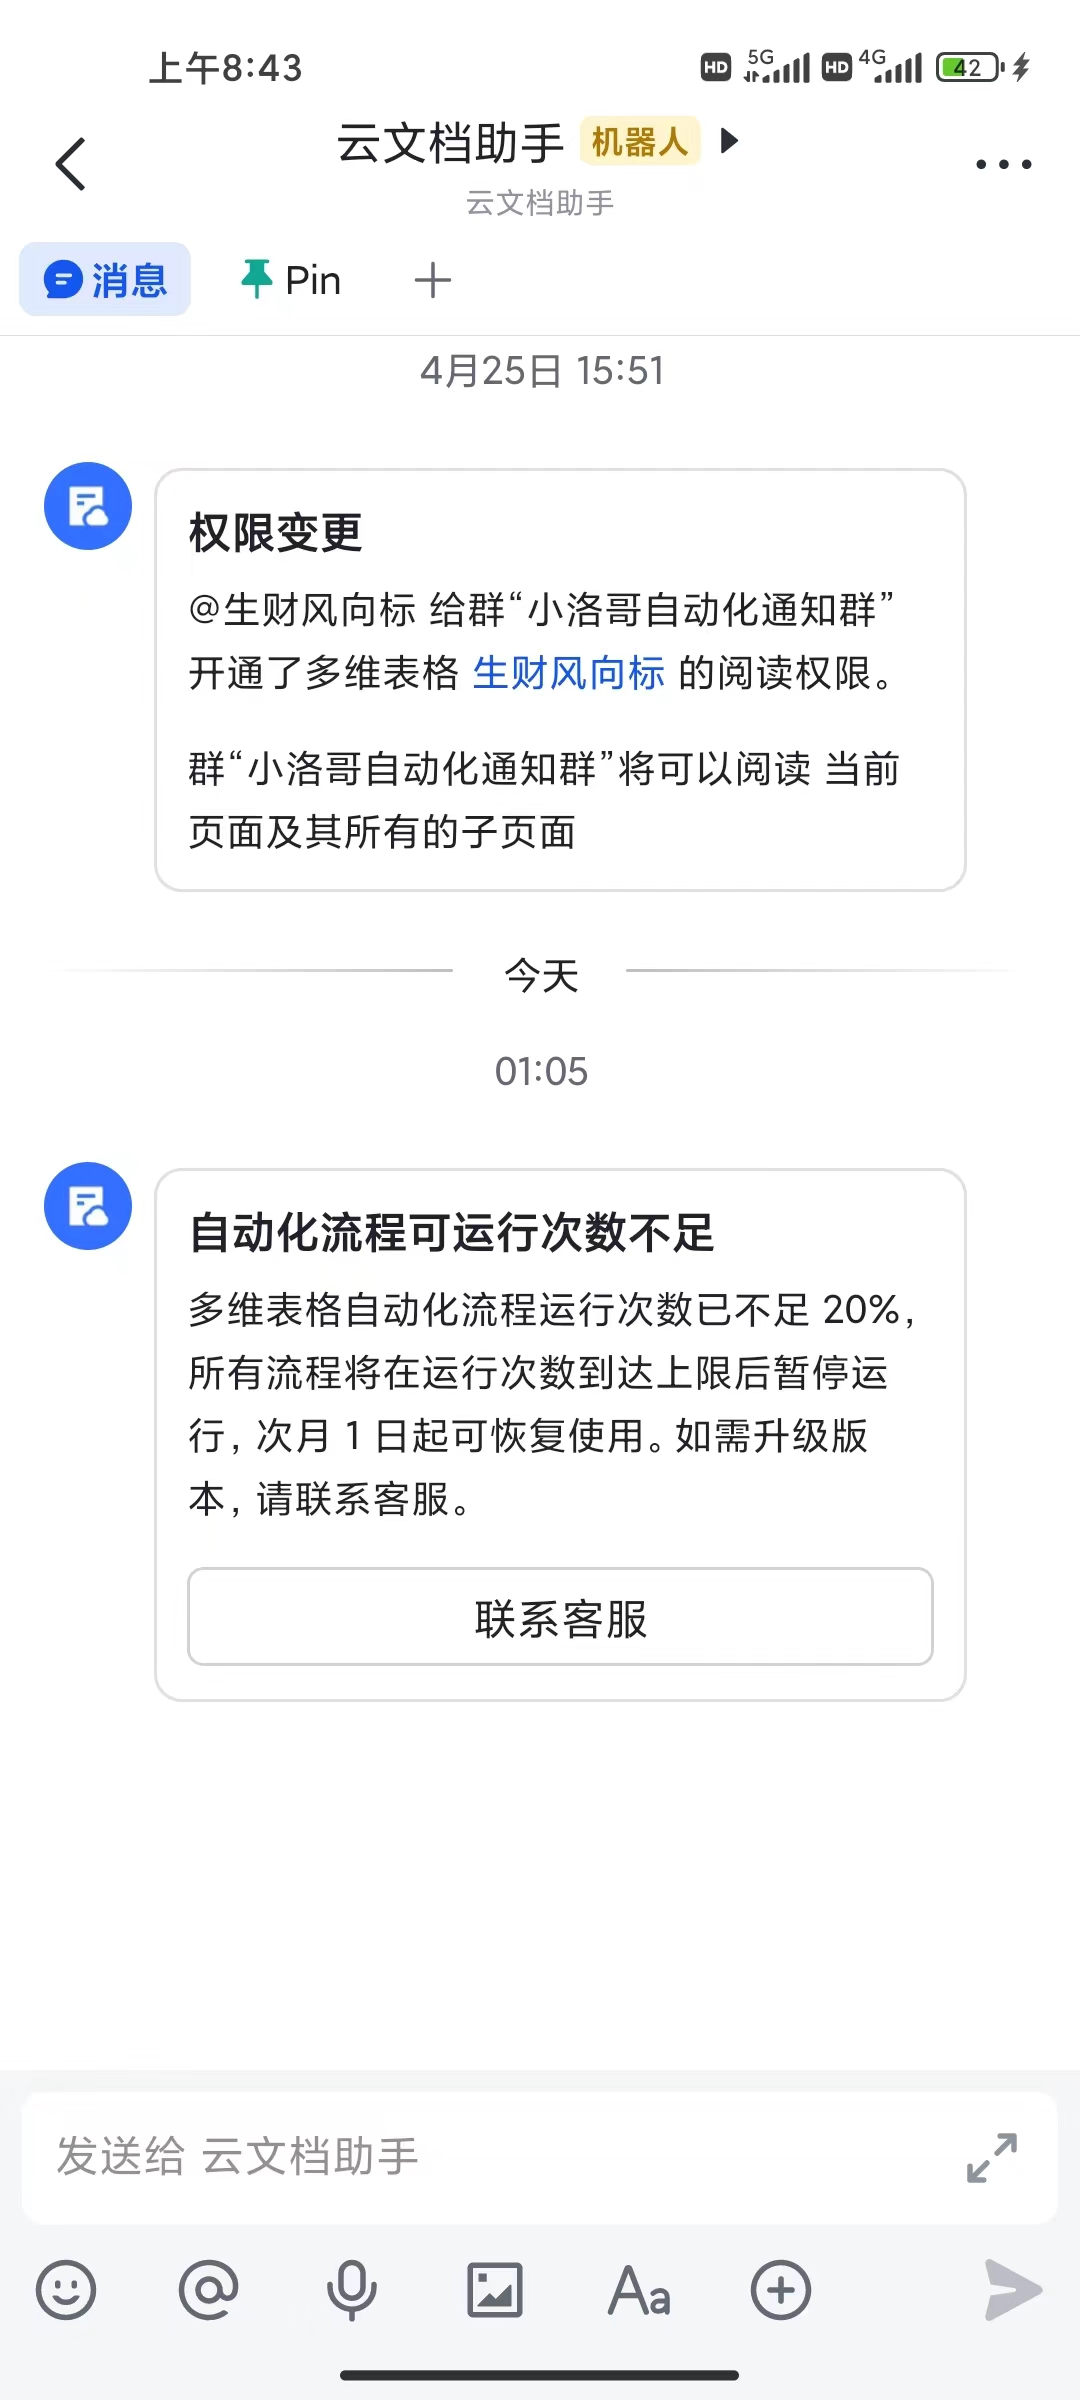 上午8:43
HD 5G HD 4G 42
云文档助手 机器人
云文档助手
消息 Pin
4月25日 15:51
权限变更
@生财风向标 给群“小洛哥自动化通知群”
开通了多维表格 生财风向标 的阅读权限。
群“小洛哥自动化通知群”将可以阅读 当前
页面及其所有的子页面
今天
01:05
自动化流程可运行次数不足
多维表格自动化流程运行次数已不足 20%,
所有流程将在运行次数到达上限后暂停运
行，次月 1 日起可恢复使用。如需升级版
本，请联系客服。
联系客服
发送给 云文档助手
Aa